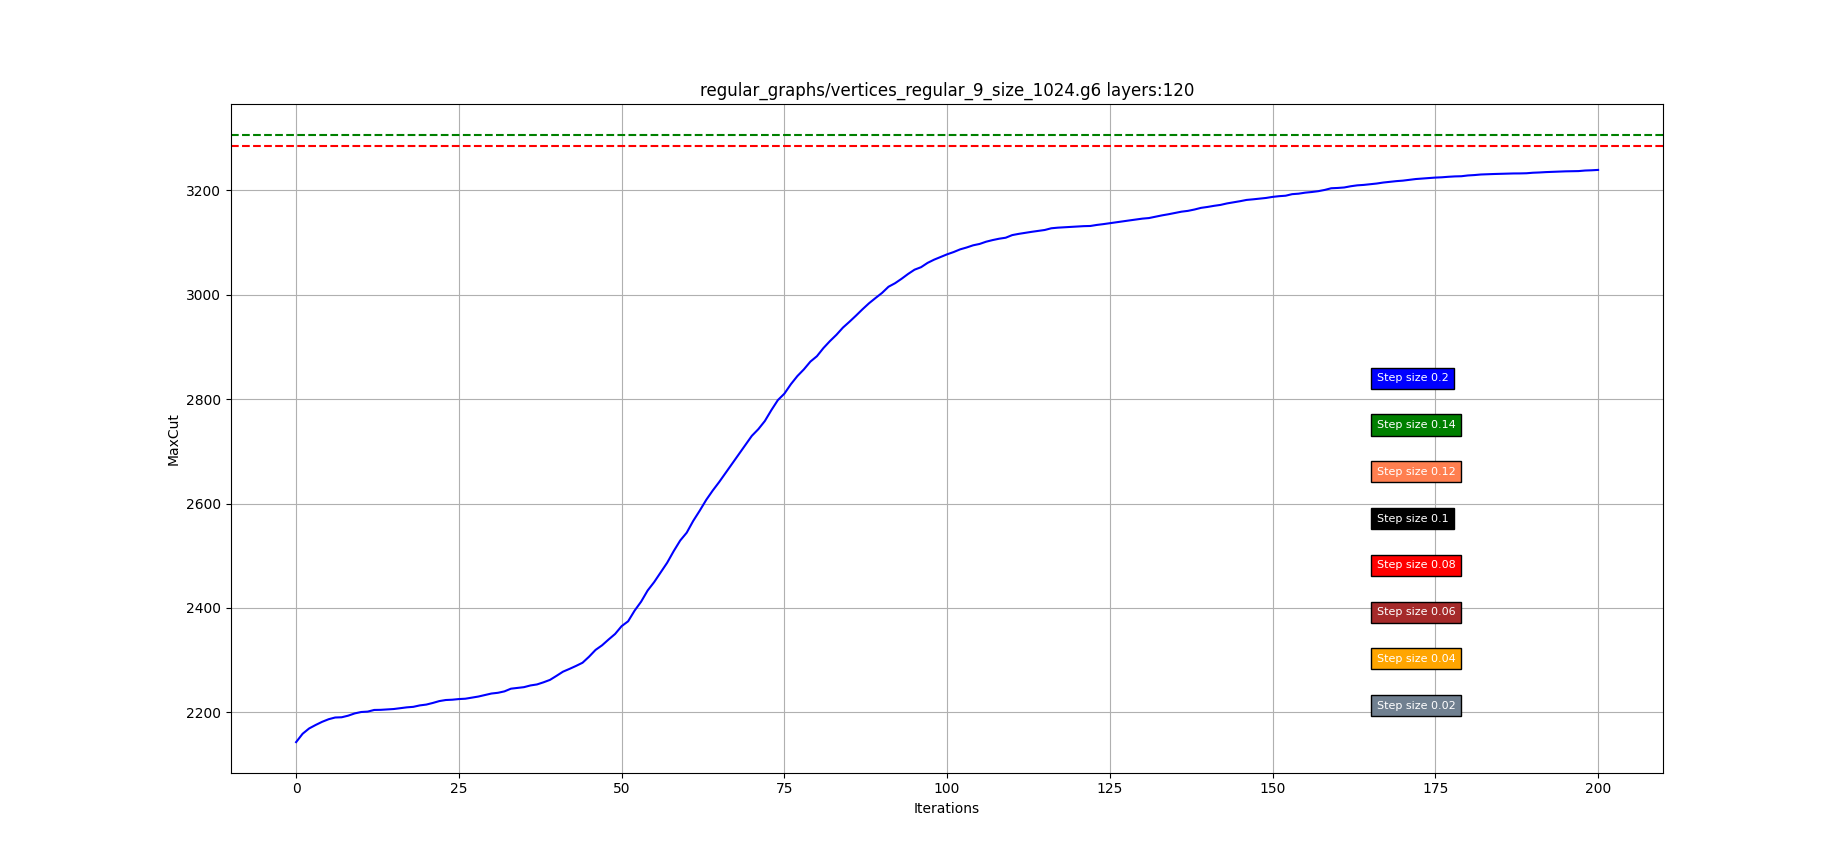 regular_graphs/vertices_regular_9_size_1024.g6 layers:120
MaxCut
3200
3000
2800
2600
2400
2200
Step size 0.2
Step size 0.14
Step size 0.12
Step size 0.1
Step size 0.08
Step size 0.06
Step size 0.04
Step size 0.02
0 25 50 75 100 125 150 175 200
Iterations